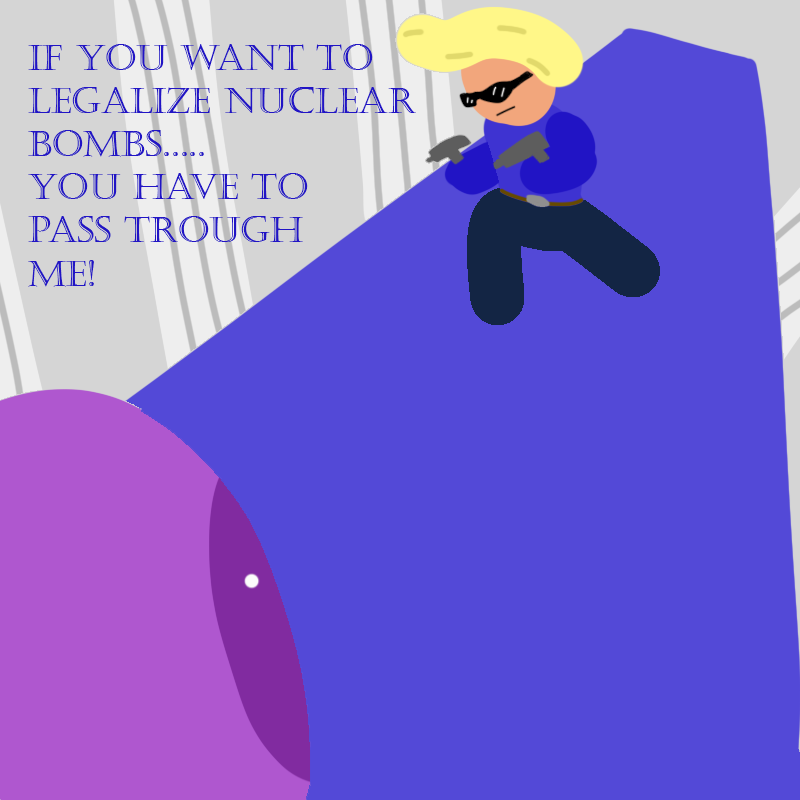 IF YOU WANT TO
LEGALIZE NUCLEAR
BOMBS.....
YOU HAVE TO
PASS TROUGH
ME!